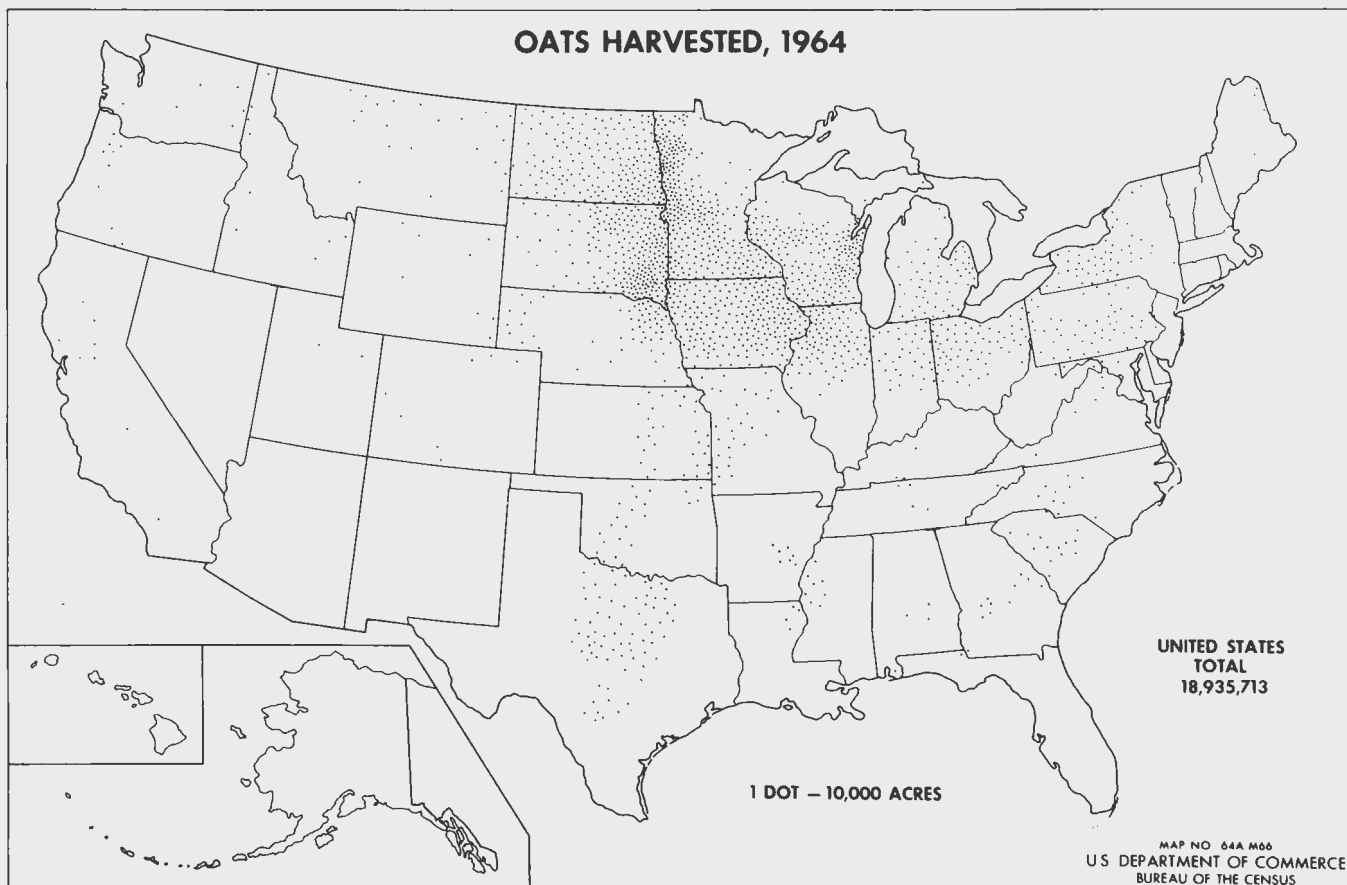 OATS HARVESTED, 1964
UNITED STATES
TOTAL
18,935,713
1 DOT – 10,000 ACRES
MAP NO 64A M66
U S DEPARTMENT OF COMMERCE
BUREAU OF THE CENSUS